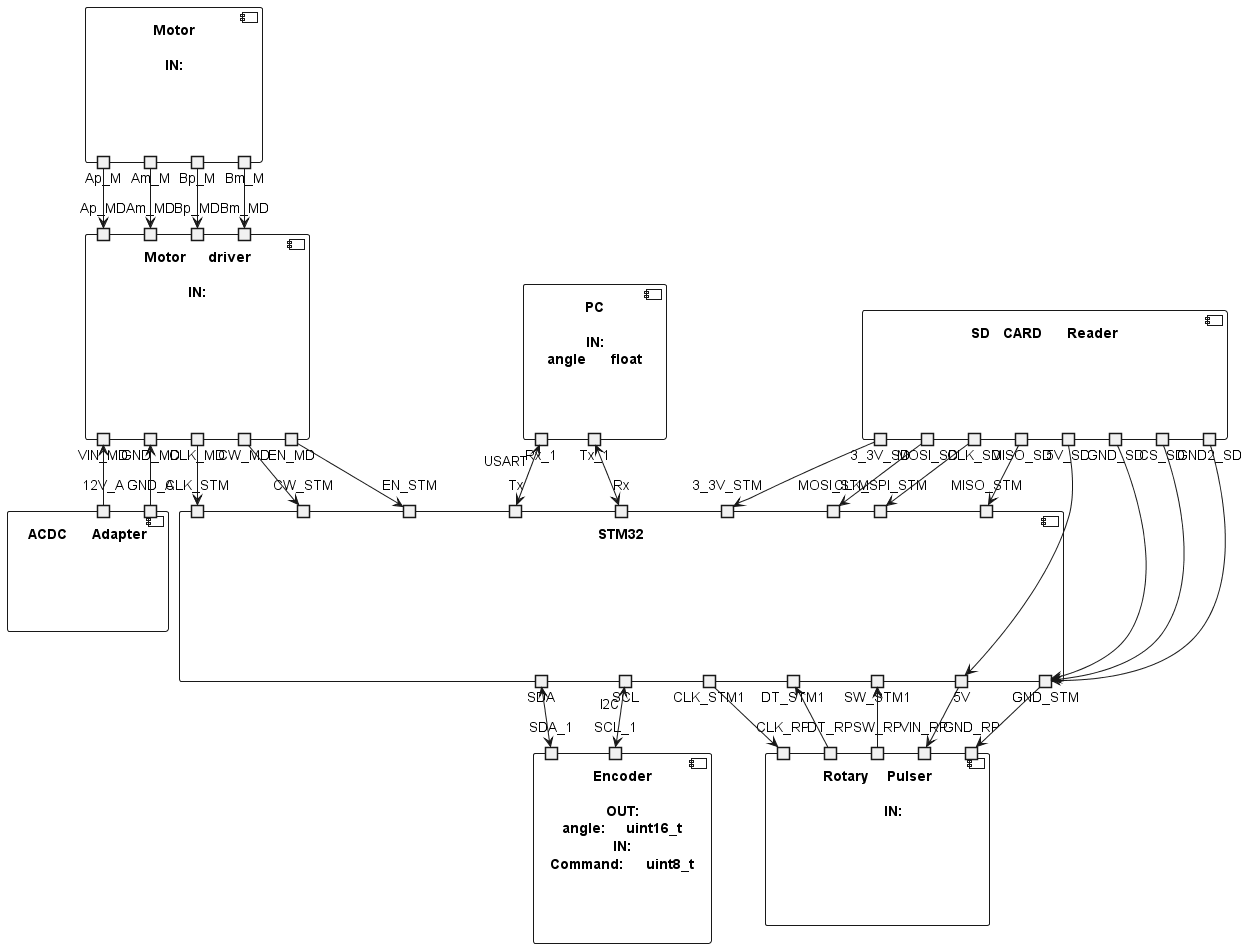 Motor
IN:
Ap_M Am_M Bp_M Bm_M
Ap_MD Am_MD Bp_MD Bm_MD
Motor driver
IN:
PC
IN:
angle float
SD CARD Reader
VIN_MD GND_MD CLK_MD CW_MD EN_MD
Rx_1 Tx_1
USART
3_3V_SD MOSI_SD CLK_SD MISO_SD 5V_SD GND_SD CS_SD GND2_SD
12V_A GND_A CLK_STM CW_STM EN_STM Tx Rx 3_3V_STM MOSI_STM CLKSPI_STM MISO_STM
ACDC Adapter
STM32
SDA SCL CLK_STM1 DT_STM1 SW_STM1 5V GND_STM
I2C
SDA_1 SCL_1 CLK_RP DT_RP SW_RP VIN_RP GND_RP
Encoder
OUT:
angle: uint16_t
IN:
Command: uint8_t
Rotary Pulser
IN: